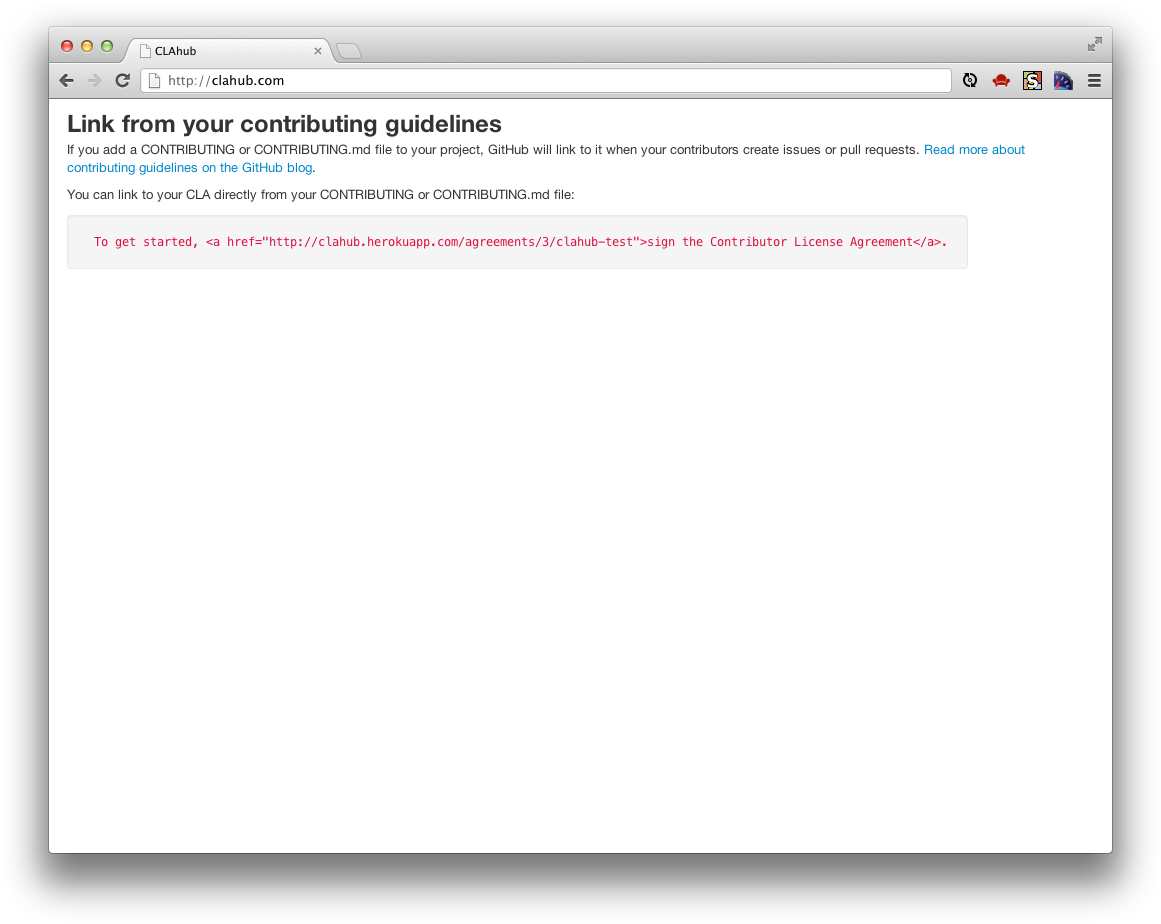 CLAhub
http://clahub.com
Link from your contributing guidelines
If you add a CONTRIBUTING or CONTRIBUTING.md file to your project, GitHub will link to it when your contributors create issues or pull requests. Read more about
contributing guidelines on the GitHub blog.
You can link to your CLA directly from your CONTRIBUTING or CONTRIBUTING.md file:
To get started, <a href="http://clahub.herokuapp.com/agreements/3/clahub-test">sign the Contributor License Agreement</a>.